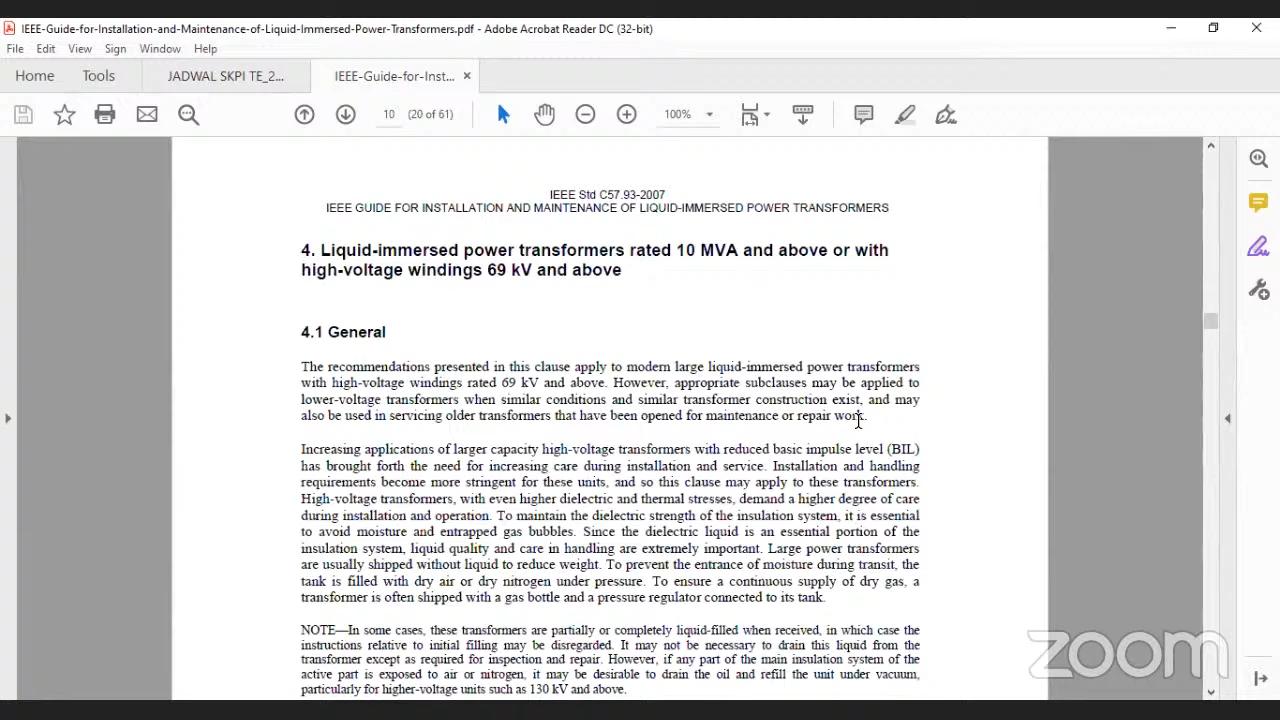 IEEE-Guide-for-Installation-and-Maintenance-of-Liquid-Immersed-Power-Transformers.pdf - Adobe Acrobat Reader DC (32-bit)
File Edit View Sign Window Help
Home Tools JADWAL SKPI TE_2... IEEE-Guide-for-Inst... ×
10 (20 of 61) 100%
IEEE Std C57.93-2007
IEEE GUIDE FOR INSTALLATION AND MAINTENANCE OF LIQUID-IMMERSED POWER TRANSFORMERS
4. Liquid-immersed power transformers rated 10 MVA and above or with
high-voltage windings 69 kV and above
4.1 General
The recommendations presented in this clause apply to modern large liquid-immersed power transformers
with high-voltage windings rated 69 kV and above. However, appropriate subclauses may be applied to
lower-voltage transformers when similar conditions and similar transformer construction exist, and may
also be used in servicing older transformers that have been opened for maintenance or repair work.
Increasing applications of larger capacity high-voltage transformers with reduced basic impulse level (BIL)
has brought forth the need for increasing care during installation and service. Installation and handling
requirements become more stringent for these units, and so this clause may apply to these transformers.
High-voltage transformers, with even higher dielectric and thermal stresses, demand a higher degree of care
during installation and operation. To maintain the dielectric strength of the insulation system, it is essential
to avoid moisture and entrapped gas bubbles. Since the dielectric liquid is an essential portion of the
insulation system, liquid quality and care in handling are extremely important. Large power transformers
are usually shipped without liquid to reduce weight. To prevent the entrance of moisture during transit, the
tank is filled with dry air or dry nitrogen under pressure. To ensure a continuous supply of dry gas, a
transformer is often shipped with a gas bottle and a pressure regulator connected to its tank.
NOTE—In some cases, these transformers are partially or completely liquid-filled when received, in which case the
instructions relative to initial filling may be disregarded. It may not be necessary to drain this liquid from the
transformer except as required for inspection and repair. However, if any part of the main insulation system of the
active part is exposed to air or nitrogen, it may be desirable to drain the oil and refill the unit under vacuum,
particularly for higher-voltage units such as 130 kV and above.
zoom